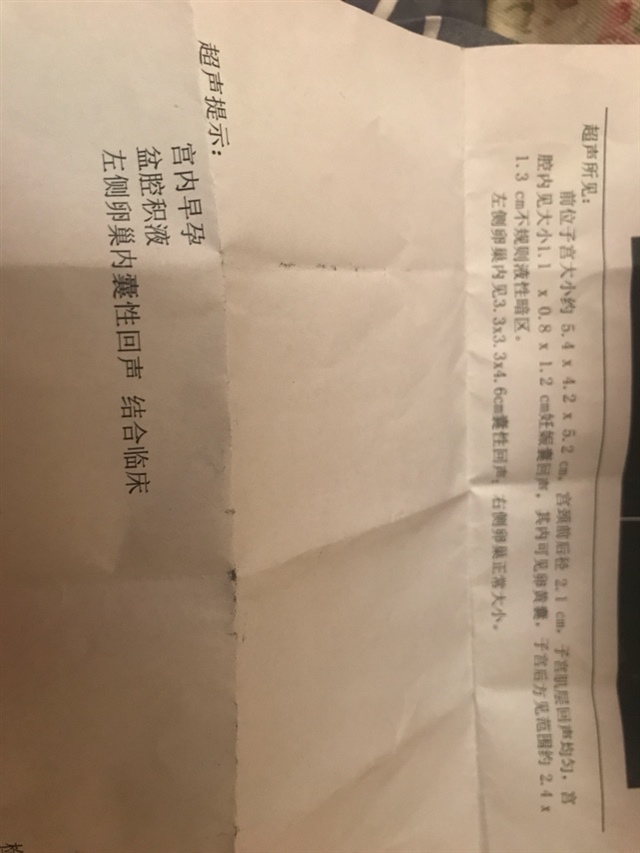 超声所见：
前位子宫大小约 5.4 x 4.2 x 5.2 cm，宫颈前后径 2.1 cm，子宫肌层回声均匀，宫
腔内见大小1.1 x 0.8 x 1.2 cm妊娠囊回声，其内可见卵黄囊，子宫后方见范围约 2.4 x
1.3 cm不规则液性暗区。
左侧卵巢内见3.3x3.3x4.6cm囊性回声，右侧卵巢正常大小。
超声提示：
宫内早孕
盆腔积液
左侧卵巢内囊性回声 结合临床